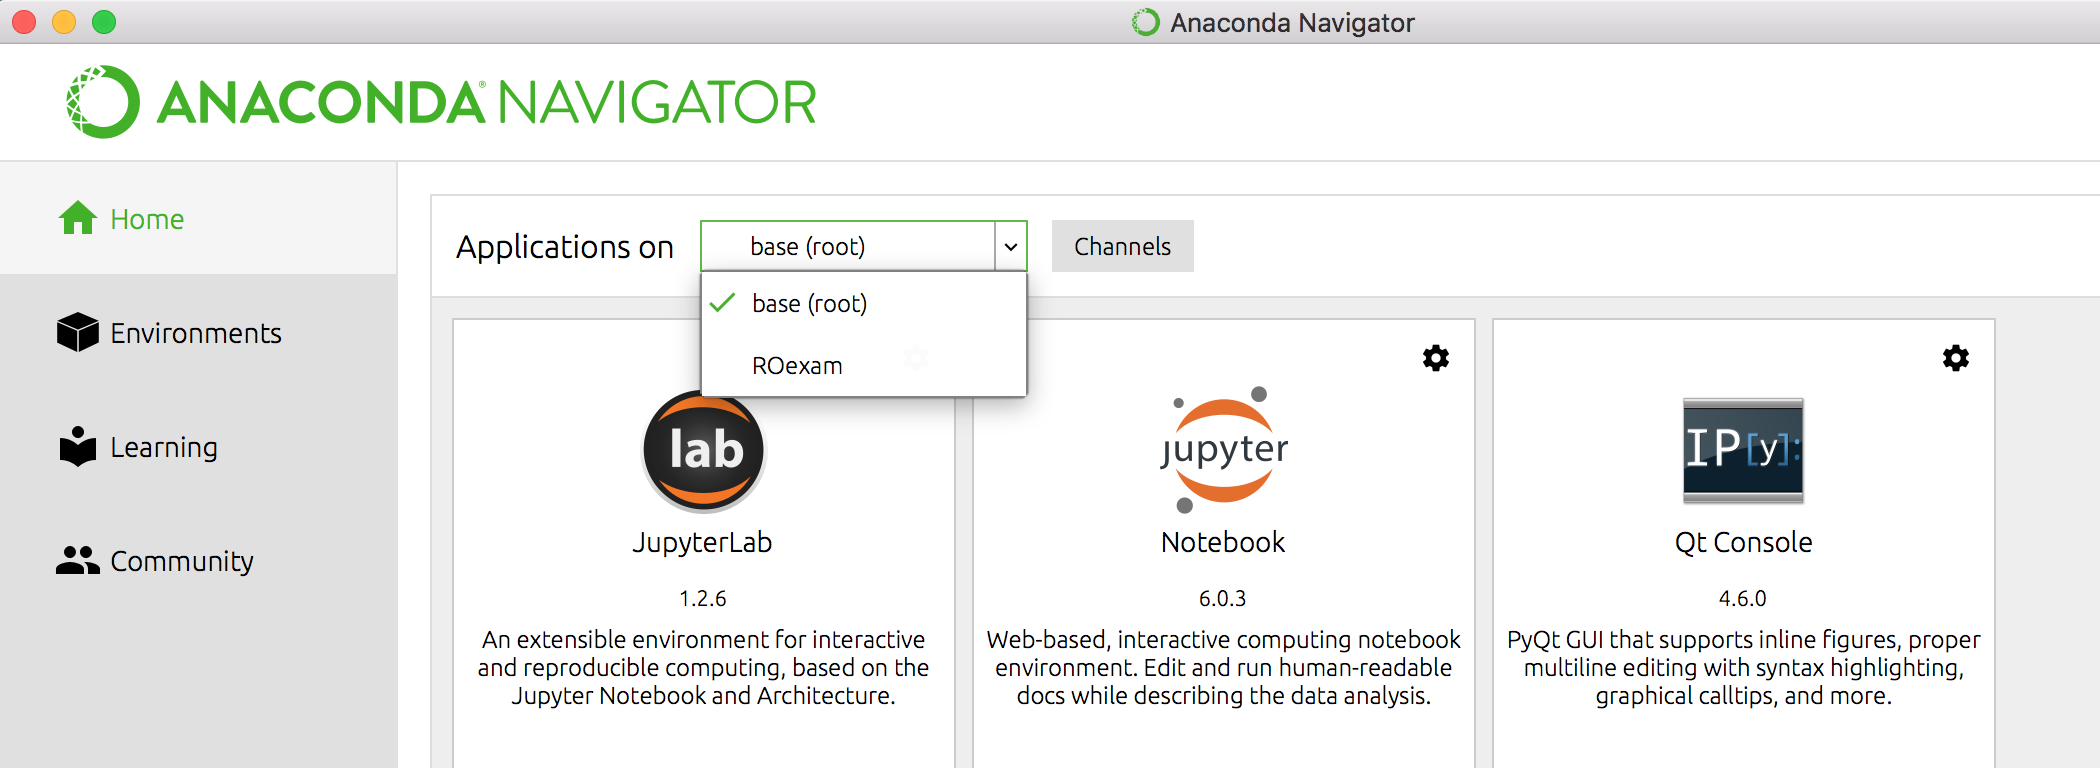 Anaconda Navigator
ANACONDA® NAVIGATOR
Home
Environments
Learning
Community
Applications on
base (root)
Channels
base (root)
ROexam
lab
JupyterLab
1.2.6
An extensible environment for interactive
and reproducible computing, based on the
Jupyter Notebook and Architecture.
jupyter
Notebook
6.0.3
Web-based, interactive computing notebook
environment. Edit and run human-readable
docs while describing the data analysis.
IP[y]:
Qt Console
4.6.0
PyQt GUI that supports inline figures, proper
multiline editing with syntax highlighting,
graphical calltips, and more.